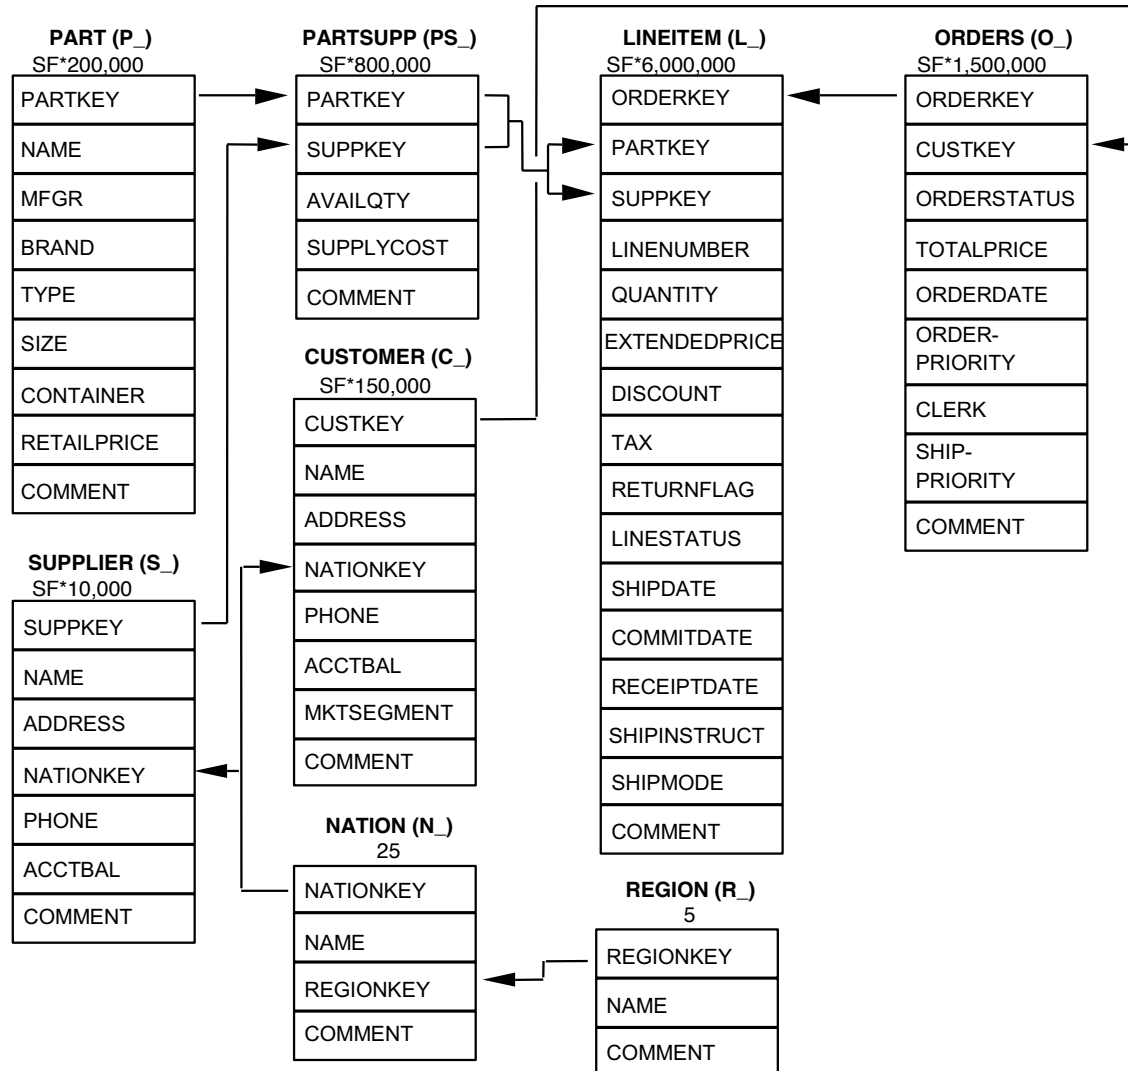 PART (P_)
SF*200,000
PARTKEY
NAME
MFGR
BRAND
TYPE
SIZE
CONTAINER
RETAILPRICE
COMMENT
SUPPLIER (S_)
SF*10,000
SUPPKEY
NAME
ADDRESS
NATIONKEY
PHONE
ACCTBAL
COMMENT
PARTSUPP (PS_)
SF*800,000
PARTKEY
SUPPKEY
AVAILQTY
SUPPLYCOST
COMMENT
CUSTOMER (C_)
SF*150,000
CUSTKEY
NAME
ADDRESS
NATIONKEY
PHONE
ACCTBAL
MKTSEGMENT
COMMENT
NATION (N_)
25
NATIONKEY
NAME
REGIONKEY
COMMENT
LINEITEM (L_)
SF*6,000,000
ORDERKEY
PARTKEY
SUPPKEY
LINENUMBER
QUANTITY
EXTENDEDPRICE
DISCOUNT
TAX
RETURNFLAG
LINESTATUS
SHIPDATE
COMMITDATE
RECEIPTDATE
SHIPINSTRUCT
SHIPMODE
COMMENT
REGION (R_)
5
REGIONKEY
NAME
COMMENT
ORDERS (O_)
SF*1,500,000
ORDERKEY
CUSTKEY
ORDERSTATUS
TOTALPRICE
ORDERDATE
ORDER-
PRIORITY
CLERK
SHIP-
PRIORITY
COMMENT